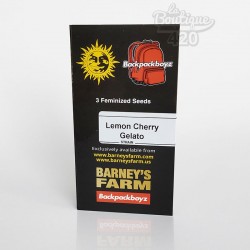 La Boutique
420
Backpackboyz
3 Feminized Seeds
Lemon Cherry
Gelato
STRAIN
Exclusively available from
www.barneysfarm.com
www.barneysfarm.us
BARNEY'S
FARM
Backpackboyz